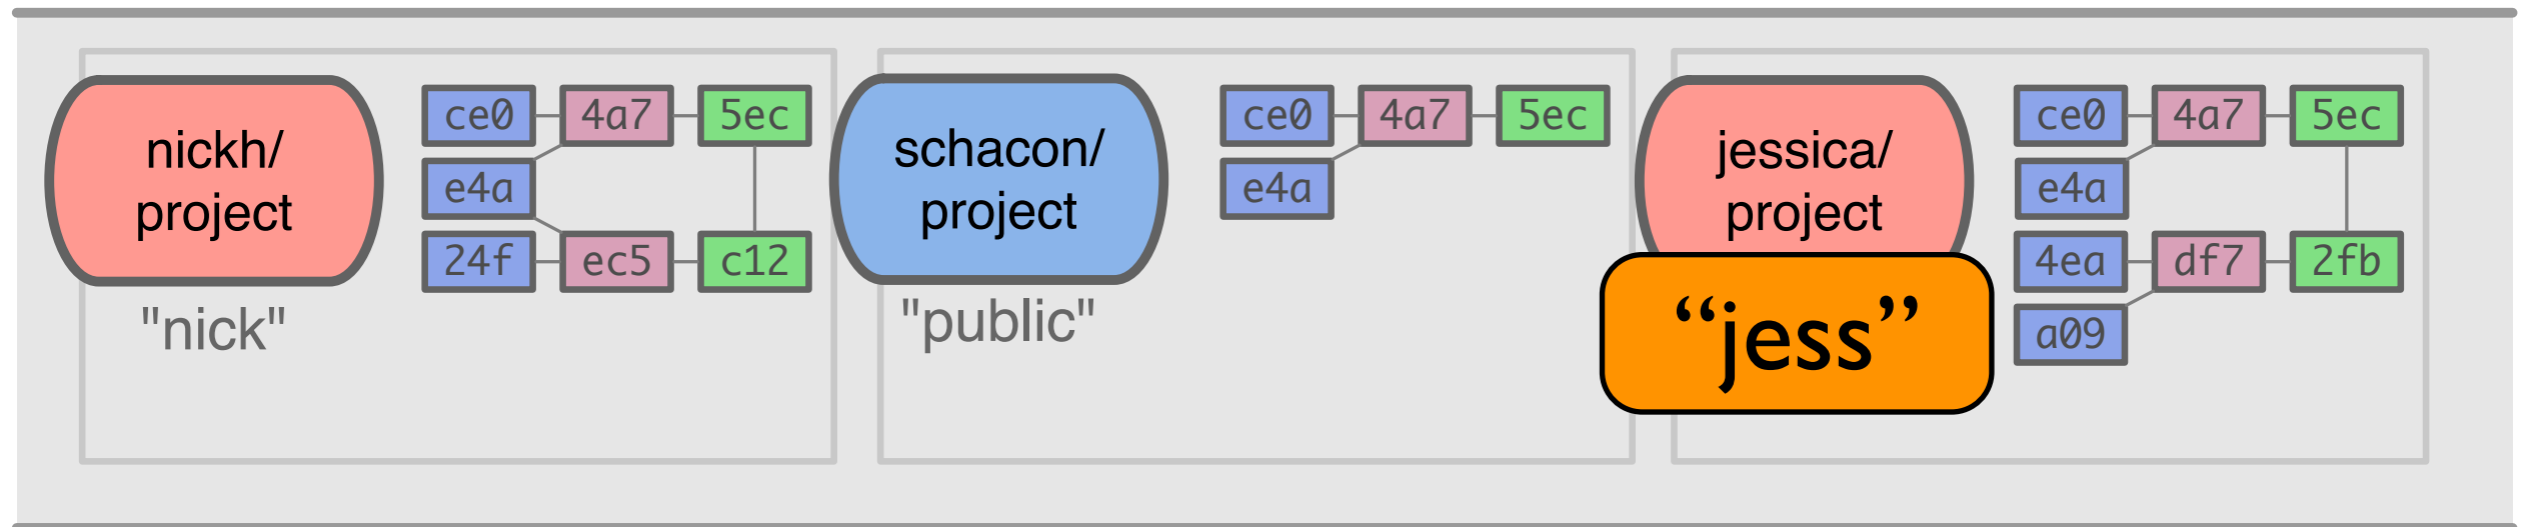 nickh/
project
"nick"
ce0 4a7 5ec
e4a
24f ec5 c12
schacon/
project
"public"
ce0 4a7 5ec
e4a
jessica/
project
“jess”
ce0 4a7 5ec
e4a
4ea df7 2fb
a09